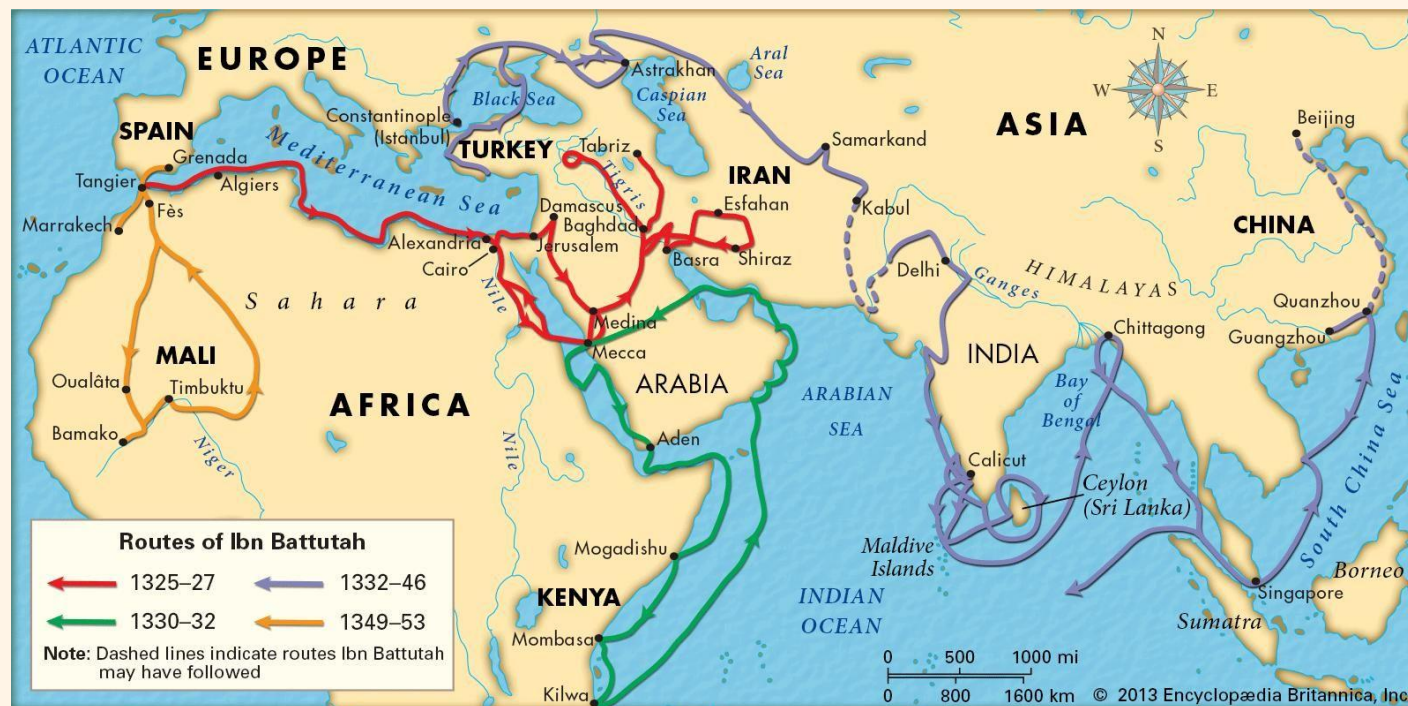 ATLANTIC
OCEAN
EUROPE
Aral
Sea
Astrakhan
Black Sea
Caspian
Sea
Constantinople
(Istanbul)
ASIA
N
W
E
S
Beijing
SPAIN
Grenada
Mediterranean Sea
TURKEY
Tabriz
Samarkand
Tangier
Algiers
Tigris
IRAN
Fès
Marrakech
Damascus
Baghdad
Esfahan
Kabul
CHINA
Alexandria
Jerusalem
Basra
Shiraz
Cairo
Delhi
Ganges
HIMALAYAS
Sahara
Nile
Medina
Quanzhou
Guangzhou
Chittagong
Mecca
INDIA
MALI
Oualâta
Timbuktu
ARABIA
ARABIAN
SEA
Bay
of
Bengal
AFRICA
Bamako
Niger
Nile
Aden
Calicut
Ceylon
(Sri Lanka)
South China Sea
Maldive
Islands
Mogadishu
Borneo
KENYA
INDIAN
OCEAN
Singapore
Sumatra
Mombasa
Kilwa
Routes of Ibn Battutah
1325–27
1332–46
1330–32
1349–53
Note: Dashed lines indicate routes Ibn Battutah
may have followed
0 500 1000 mi
0 800 1600 km
© 2013 Encyclopædia Britannica, Inc